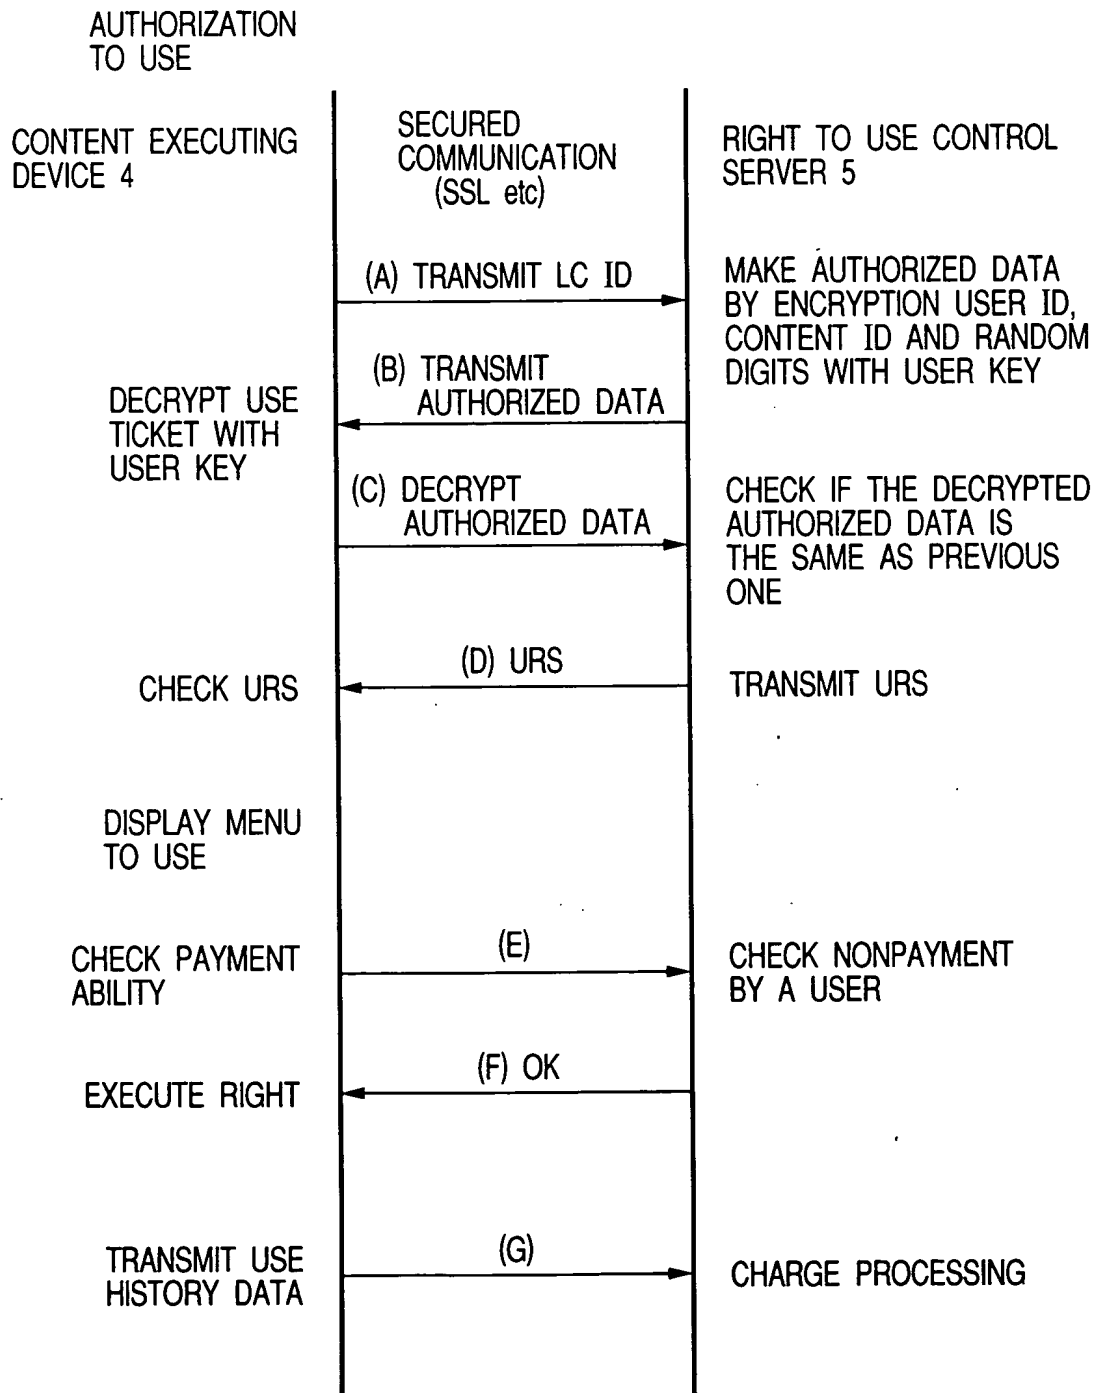 AUTHORIZATION
TO USE
CONTENT EXECUTING
DEVICE 4
SECURED
COMMUNICATION
(SSL etc)
RIGHT TO USE CONTROL
SERVER 5
(A) TRANSMIT LC ID
MAKE AUTHORIZED DATA
BY ENCRYPTION USER ID,
CONTENT ID AND RANDOM
DIGITS WITH USER KEY
(B) TRANSMIT
AUTHORIZED DATA
DECRYPT USE
TICKET WITH
USER KEY
(C) DECRYPT
AUTHORIZED DATA
CHECK IF THE DECRYPTED
AUTHORIZED DATA IS
THE SAME AS PREVIOUS
ONE
(D) URS
CHECK URS
TRANSMIT URS
DISPLAY MENU
TO USE
CHECK PAYMENT
ABILITY
(E)
CHECK NONPAYMENT
BY A USER
(F) OK
EXECUTE RIGHT
TRANSMIT USE
HISTORY DATA
(G)
CHARGE PROCESSING